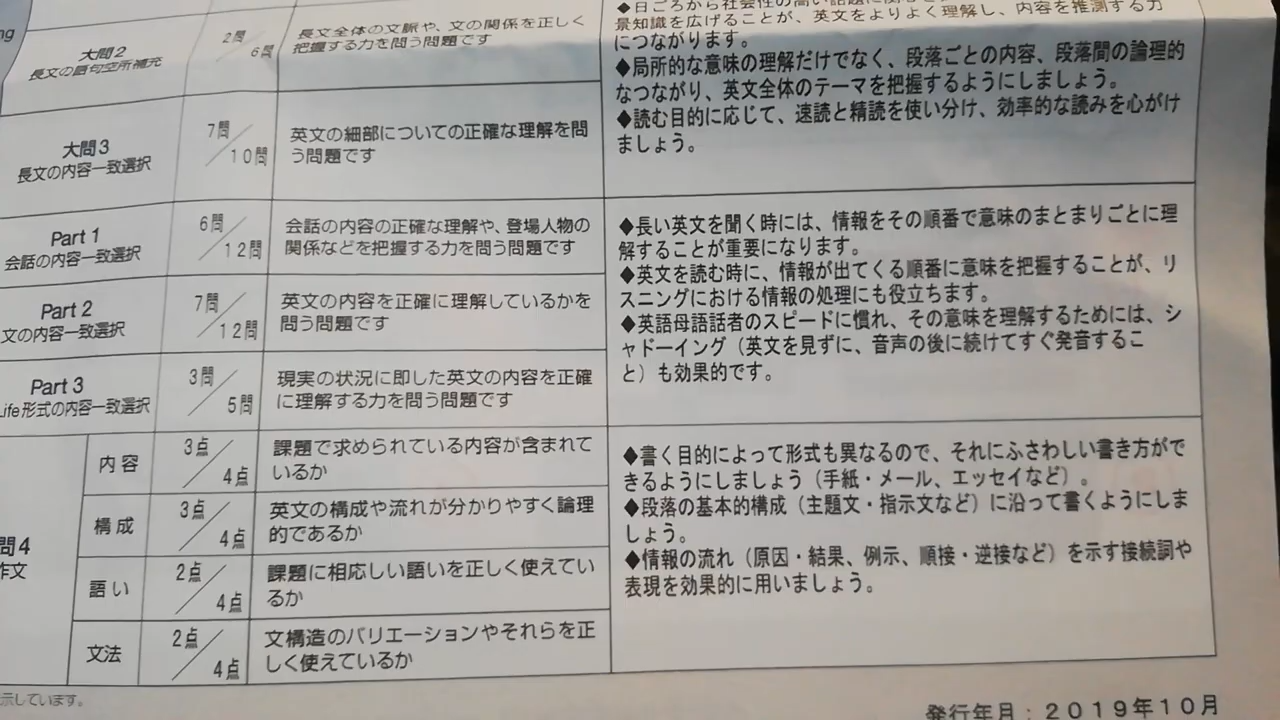 ng
大問2
長文の語句空所補充
2問
6問
長文全体の文脈や、文の関係を正しく
把握する力を問う問題です
景知識を広げることが、英文をよりよく理解し、内容を推測する力
につながります。
◆局所的な意味の理解だけでなく、段落ごとの内容、段落間の論理的
なつながり、英文全体のテーマを把握するようにしましょう。
◆読む目的に応じて、速読と精読を使い分け、効率的な読みを心がけ
ましょう。
大問3
長文の内容一致選択
7問
10問
英文の細部についての正確な理解を問
う問題です
Part 1
会話の内容一致選択
6問
12問
会話の内容の正確な理解や、登場人物の
関係などを把握する力を問う問題です
Part 2
文の内容一致選択
7問
12問
英文の内容を正確に理解しているかを
問う問題です
Part 3
Life形式の内容一致選択
3問
5問
現実の状況に即した英文の内容を正確
に理解する力を問う問題です
◆長い英文を聞く時には、情報をその順番で意味のまとまりごとに理
解することが重要になります。
◆英文を読む時に、情報が出てくる順番に意味を把握することが、リ
スニングにおける情報の処理にも役立ちます。
◆英語母語話者のスピードに慣れ、その意味を理解するためには、シ
ャドーイング（英文を見ずに、音声の後に続けてすぐ発音するこ
と）も効果的です。
問4
作文
内容
3点
4点
課題で求められている内容が含まれて
いるか
構成
3点
4点
英文の構成や流れが分かりやすく論理
的であるか
語い
2点
4点
課題に相応しい語いを正しく使えてい
るか
文法
2点
4点
文構造のバリエーションやそれらを正
しく使えているか
◆書く目的によって形式も異なるので、それにふさわしい書き方がで
きるようにしましょう（手紙・メール、エッセイなど）。
◆段落の基本的構成（主題文・指示文など）に沿って書くようにしま
しょう。
◆情報の流れ（原因・結果、例示、順接・逆接など）を示す接続詞や
表現を効果的に用いましょう。
示しています。
発行年月：2019年10月